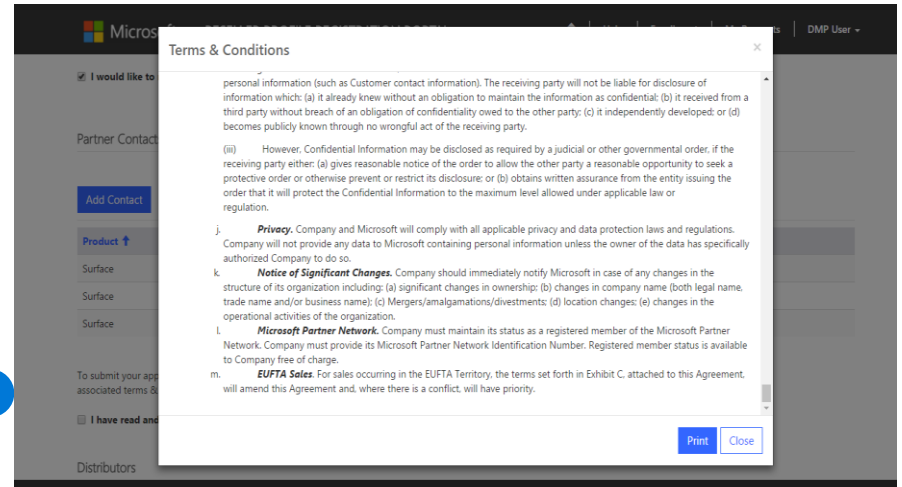 Micros
DMP User
Terms & Conditions
×
I would like to
personal information (such as Customer contact information). The receiving party will not be liable for disclosure of
information which: (a) it already knew without an obligation to maintain the information as confidential; (b) it received from a
third party without breach of an obligation of confidentiality owed to the other party; (c) it independently developed; or (d)
becomes publicly known through no wrongful act of the receiving party.
Partner Contact
(iii) However, Confidential Information may be disclosed as required by a judicial or other governmental order, if the
receiving party either: (a) gives reasonable notice of the order to allow the other party a reasonable opportunity to seek a
protective order or otherwise prevent or restrict its disclosure; or (b) obtains written assurance from the entity issuing the
order that it will protect the Confidential Information to the maximum level allowed under applicable law or
regulation.
Add Contact
j. Privacy. Company and Microsoft will comply with all applicable privacy and data protection laws and regulations.
Company will not provide any data to Microsoft containing personal information unless the owner of the data has specifically
authorized Company to do so.
Product
k. Notice of Significant Changes. Company should immediately notify Microsoft in case of any changes in the
structure of its organization including: (a) significant changes in ownership; (b) changes in company name (both legal name,
trade name and/or business name); (c) Mergers/amalgamations/divestments; (d) location changes; (e) changes in the
operational activities of the organization.
Surface
Surface
Surface
l. Microsoft Partner Network. Company must maintain its status as a registered member of the Microsoft Partner
Network. Company must provide its Microsoft Partner Network Identification Number. Registered member status is available
to Company free of charge.
m. EUFTA Sales. For sales occurring in the EUFTA Territory, the terms set forth in Exhibit C, attached to this Agreement,
will amend this Agreement and, where there is a conflict, will have priority.
To submit your app
associated terms &
I have read and
Print
Close
Distributors